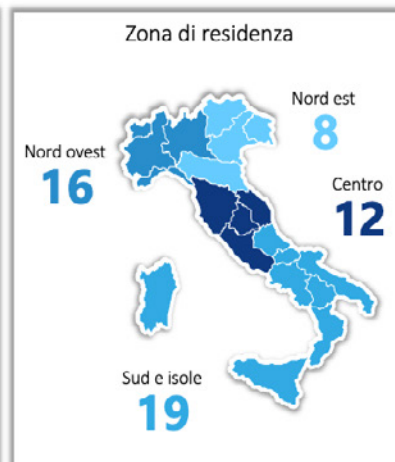 Zona di residenza
Nord est
8
Nord ovest
16
Centro
12
Sud e isole
19